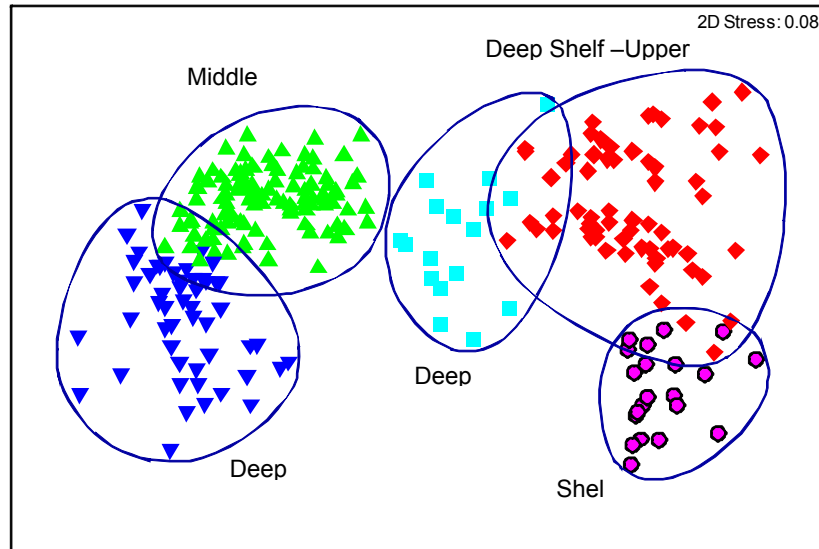 2D Stress: 0.08
Deep Shelf –Upper
Middle
Deep
Deep
Shel